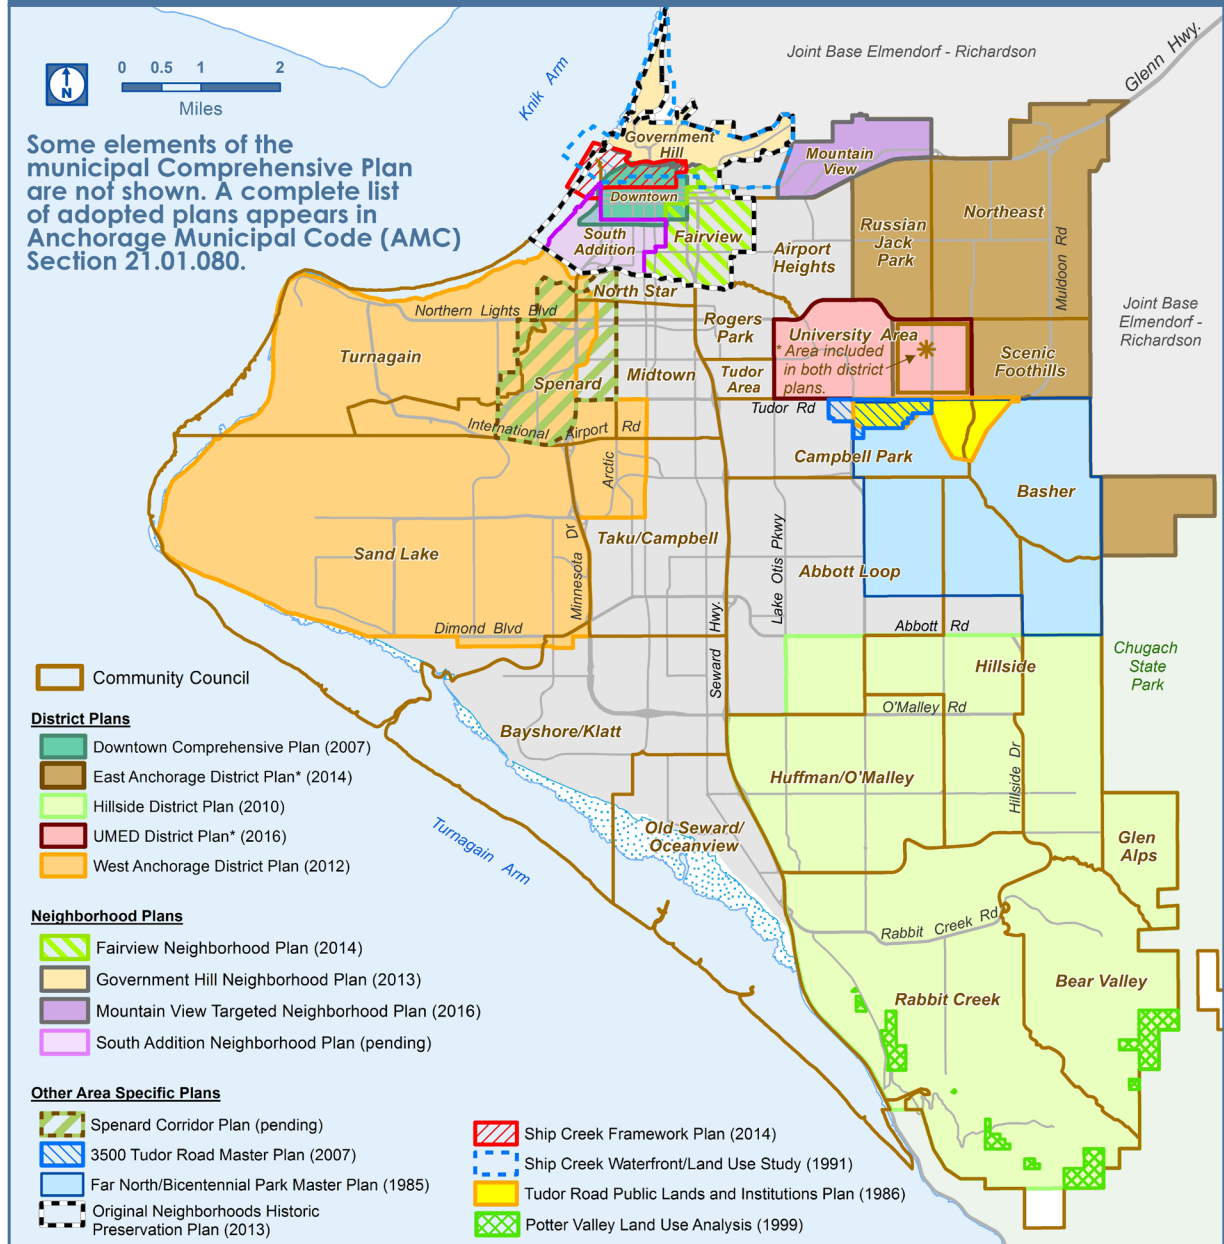 Joint Base Elmendorf - Richardson
Glenn Hwy.
Knik Arm
N
0 0.5 1 2
Miles
Some elements of the
municipal Comprehensive Plan
are not shown. A complete list
of adopted plans appears in
Anchorage Municipal Code (AMC)
Section 21.01.080.
Government
Hill
Mountain
View
Downtown
South
Addition
Fairview
Airport
Heights
Russian
Jack
Park
Northeast
Muldoon Rd
Joint Base
Elmendorf -
Richardson
North Star
Northern Lights Blvd
Rogers
Park
University Area
* Area included
in both district
plans.
Scenic
Foothills
Turnagain
Spenard
Midtown
Tudor
Area
Tudor Rd
International Airport Rd
Arctic
Campbell Park
Basher
Sand Lake
Minnesota Dr
Taku/Campbell
Lake Otis Pkwy
Abbott Loop
Seward Hwy.
Dimond Blvd
Abbott Rd
Hillside
Chugach
State
Park
O'Malley Rd
Bayshore/Klatt
Huffman/O'Malley
Hillside Dr
Turnagain Arm
Old Seward/
Oceanview
Glen
Alps
Rabbit Creek Rd
Rabbit Creek
Bear Valley
Community Council
District Plans
Downtown Comprehensive Plan (2007)
East Anchorage District Plan* (2014)
Hillside District Plan (2010)
UMED District Plan* (2016)
West Anchorage District Plan (2012)
Neighborhood Plans
Fairview Neighborhood Plan (2014)
Government Hill Neighborhood Plan (2013)
Mountain View Targeted Neighborhood Plan (2016)
South Addition Neighborhood Plan (pending)
Other Area Specific Plans
Spenard Corridor Plan (pending)
3500 Tudor Road Master Plan (2007)
Far North/Bicentennial Park Master Plan (1985)
Original Neighborhoods Historic
Preservation Plan (2013)
Ship Creek Framework Plan (2014)
Ship Creek Waterfront/Land Use Study (1991)
Tudor Road Public Lands and Institutions Plan (1986)
Potter Valley Land Use Analysis (1999)